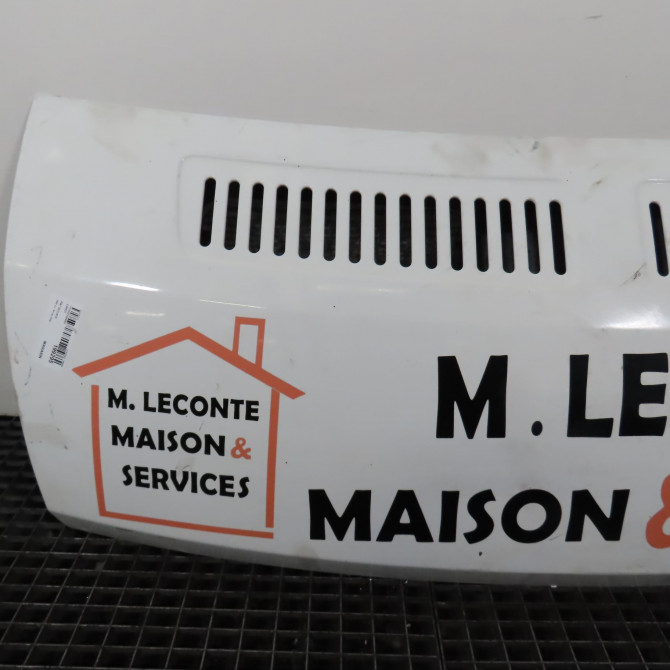 M. LECONTE
MAISON &
SERVICES
M. LE
MAISON &